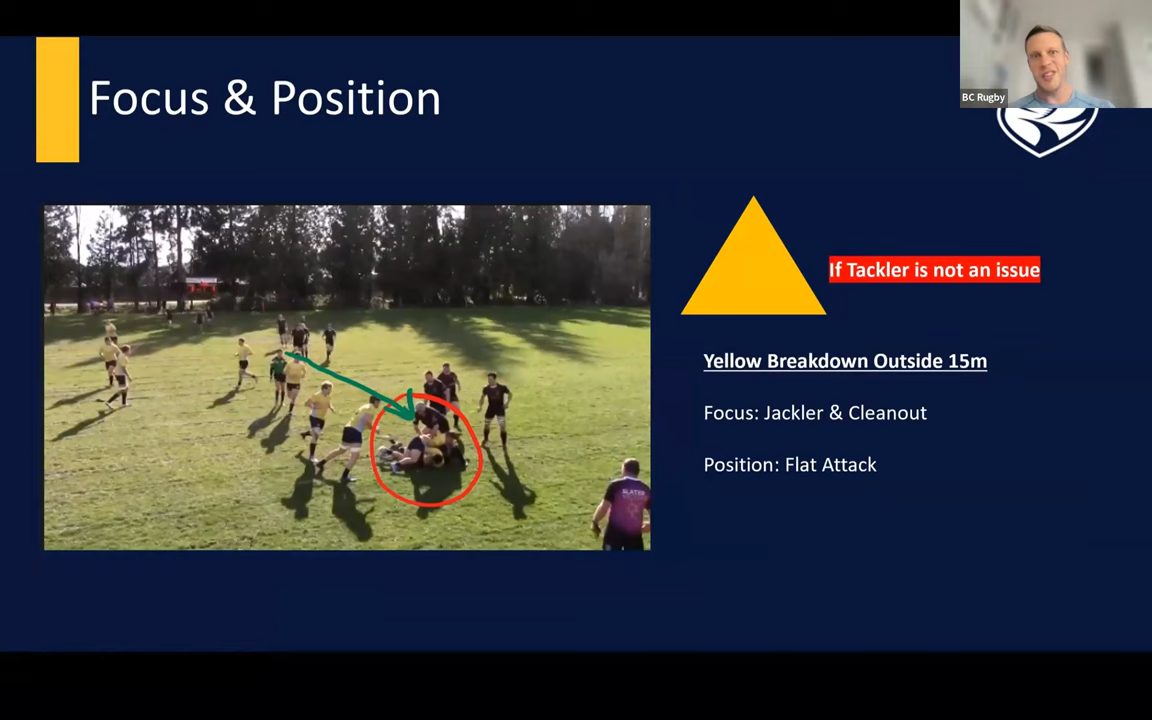 Focus & Position
BC Rugby
If Tackler is not an issue
Yellow Breakdown Outside 15m
Focus: Jackler & Cleanout
Position: Flat Attack
SLATER